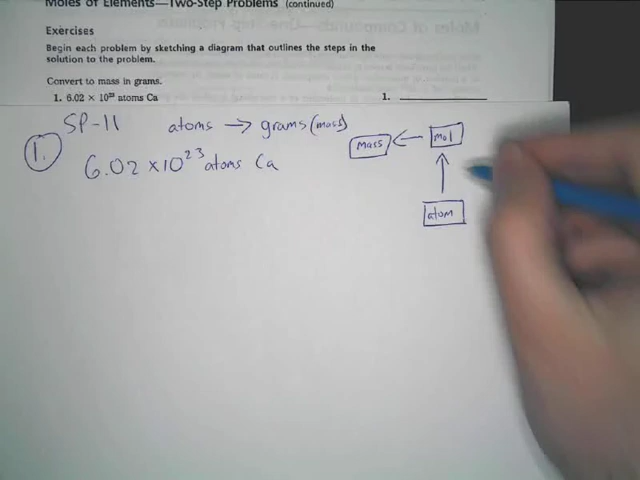 Moles of Elements—Two-Step Problems (continued)
Exercises
Begin each problem by sketching a diagram that outlines the steps in the
solution to the problem.
Convert to mass in grams.
1. 6.02 × 10²³ atoms Ca 1.
SP-11 atoms → grams (mass)
1. 6.02 × 10²³ atoms Ca
mass ← mol
atom